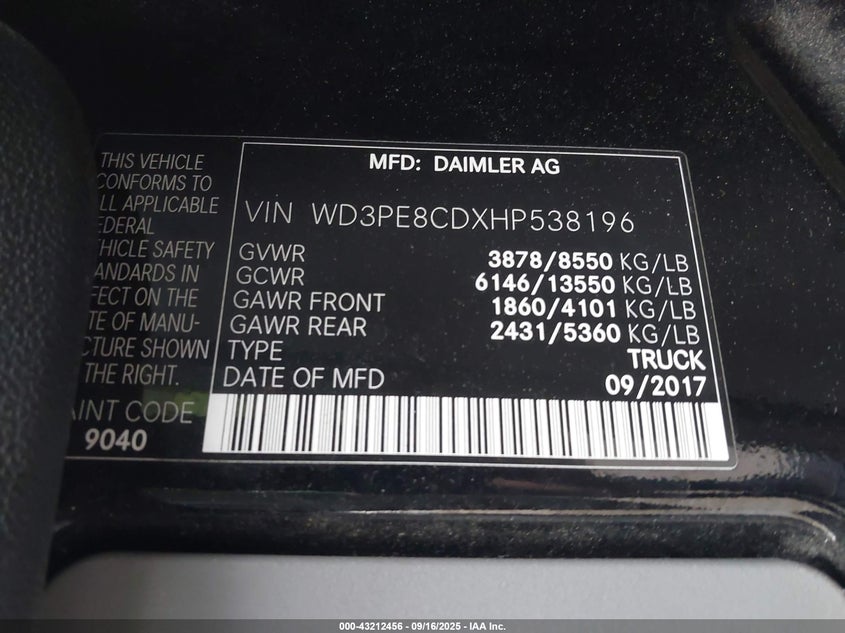 THIS VEHICLE
CONFORMS TO
LL APPLICABLE
EDERAL
HICLE SAFETY
ANDARDS IN
FECT ON THE
TE OF MANU-
CTURE SHOWN
THE RIGHT.
AINT CODE
9040
MFD: DAIMLER AG
VIN WD3PE8CDXHP538196
GVWR 3878/8550 KG/LB
GCWR 6146/13550 KG/LB
GAWR FRONT 1860/4101 KG/LB
GAWR REAR 2431/5360 KG/LB
TYPE TRUCK
DATE OF MFD 09/2017
000-43212456 - 09/16/2025 - IAA Inc.